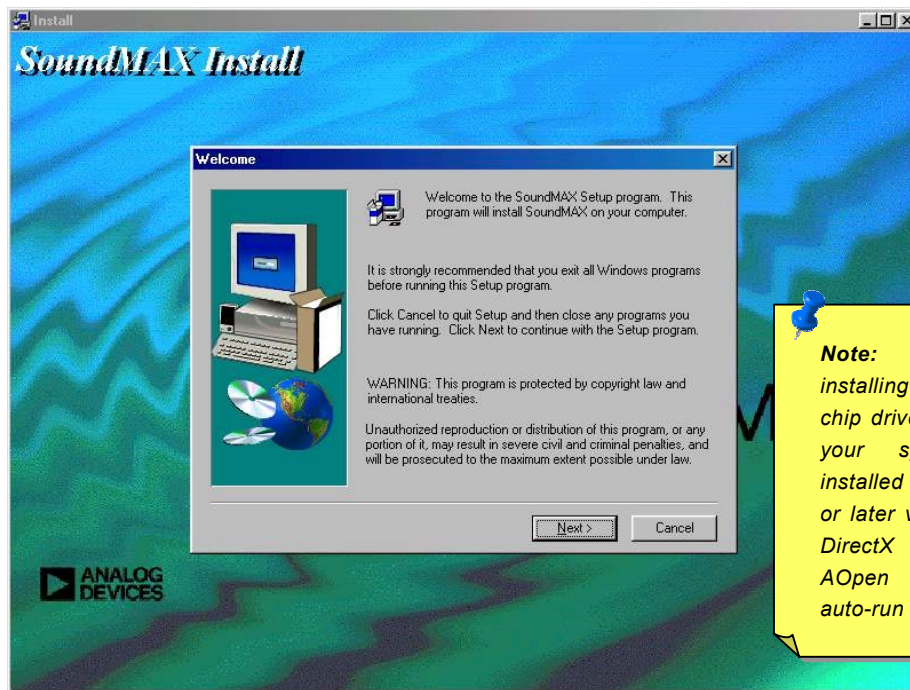 Install
SoundMAX Install
Welcome
Welcome to the SoundMAX Setup program. This
program will install SoundMAX on your computer.
It is strongly recommended that you exit all Windows programs
before running this Setup program.
Click Cancel to quit Setup and then close any programs you
have running. Click Next to continue with the Setup program.
WARNING: This program is protected by copyright law and
international treaties.
Unauthorized reproduction or distribution of this program, or any
portion of it, may result in severe civil and criminal penalties, and
will be prosecuted to the maximum extent possible under law.
Next >
Cancel
ANALOG
DEVICES
Note:
installing
chip
your
installed
or later
DirectX
AOpen
auto-run